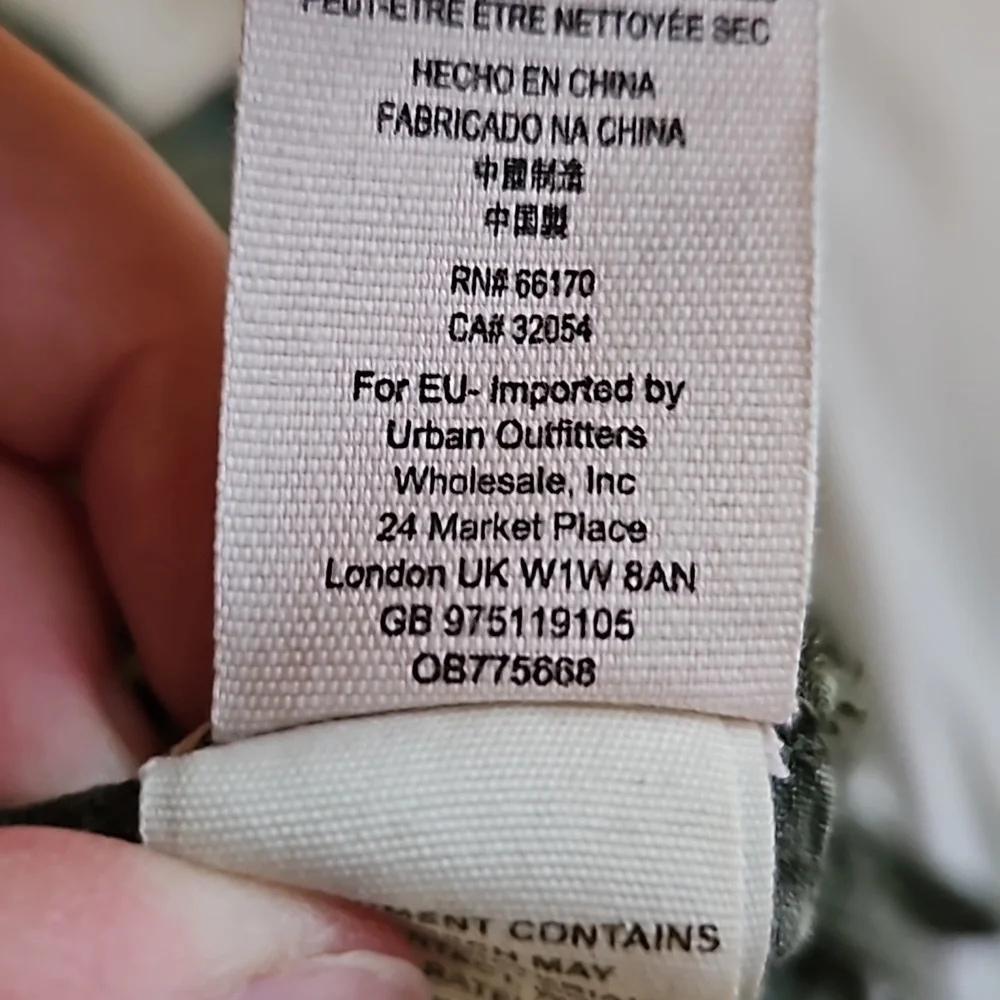 PEUT-ETRE ÊTRE NETTOYÉE SEC
HECHO EN CHINA
FABRICADO NA CHINA
中國制造
中国製
RN# 66170
CA# 32054
For EU- Imported by
Urban Outfitters
Wholesale, Inc
24 Market Place
London UK W1W 8AN
GB 975119105
OB775668
CONTAINS
MAY